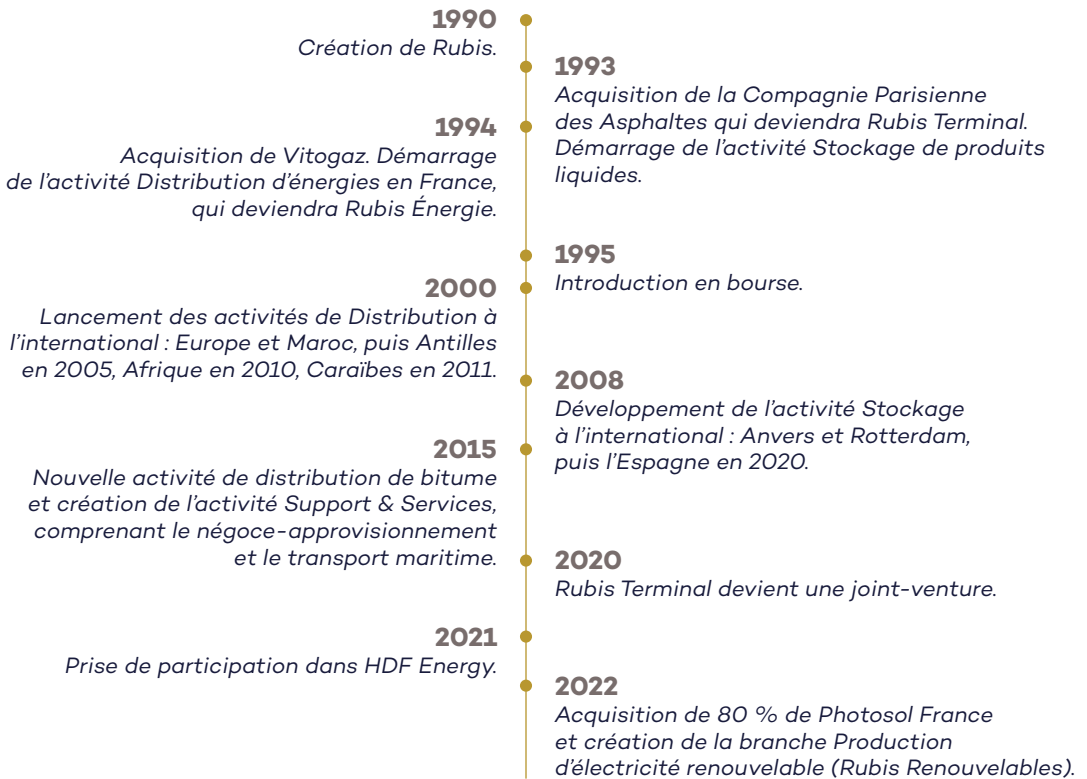 1990
Création de Rubis.
1993
Acquisition de la Compagnie Parisienne
des Asphaltes qui deviendra Rubis Terminal.
Démarrage de l’activité Stockage de produits
liquides.
1994
Acquisition de Vitogaz. Démarrage
de l’activité Distribution d’énergies en France,
qui deviendra Rubis Énergie.
1995
Introduction en bourse.
2000
Lancement des activités de Distribution à
l’international : Europe et Maroc, puis Antilles
en 2005, Afrique en 2010, Caraïbes en 2011.
2008
Développement de l’activité Stockage
à l’international : Anvers et Rotterdam,
puis l’Espagne en 2020.
2015
Nouvelle activité de distribution de bitume
et création de l’activité Support & Services,
comprenant le négoce-approvisionnement
et le transport maritime.
2020
Rubis Terminal devient une joint-venture.
2021
Prise de participation dans HDF Energy.
2022
Acquisition de 80 % de Photosol France
et création de la branche Production
d’électricité renouvelable (Rubis Renouvelables).